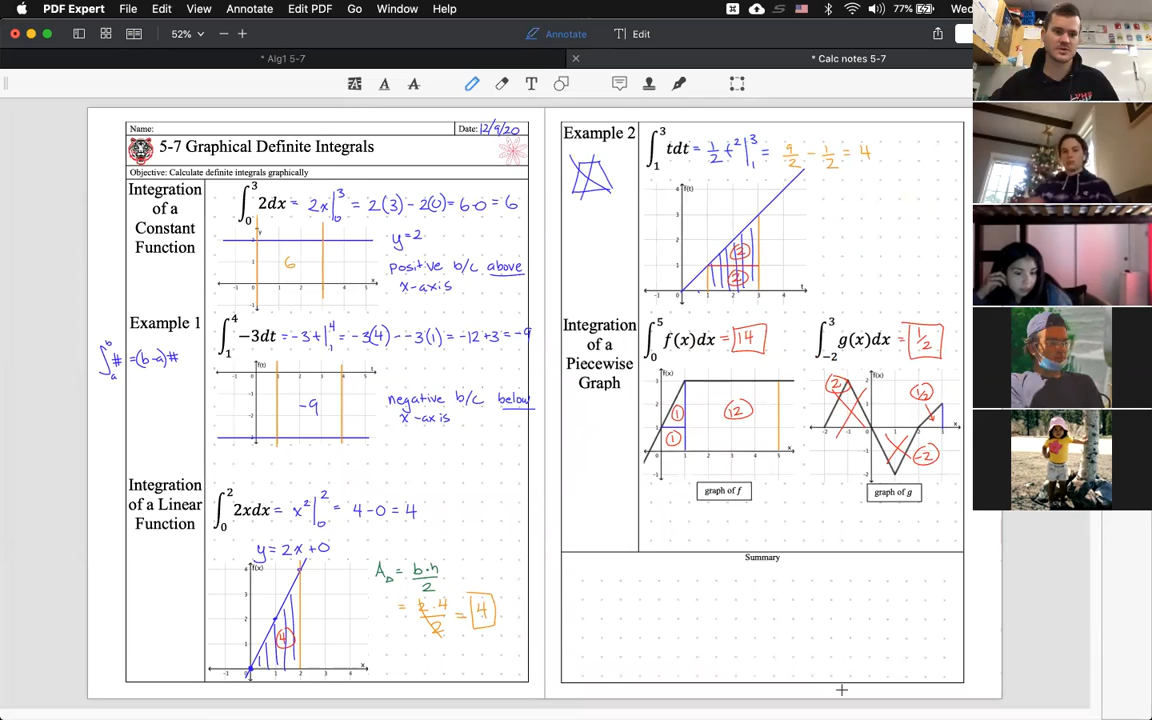 PDF Expert File Edit View Annotate Edit PDF Go Window Help 77% Wed
52% Annotate Edit
* Alg1 5-7 * Calc notes 5-7
Name: Date: 12/9/20
5-7 Graphical Definite Integrals
Objective: Calculate definite integrals graphically
Integration of a Constant Function
∫₀³ 2dx = 2x|₀³ = 2(3) - 2(0) = 6-0 = 6
y = 2
6
positive b/c above
x-axis
Example 1
∫₁⁴ -3dt = -3t|₁⁴ = -3(4) - -3(1) = -12+3 = -9
∫ₐᵇ # = (b-a)#
f(t)
-9
negative b/c below
x-axis
Integration of a Linear Function
∫₀² 2xdx = x²|₀² = 4-0 = 4
y = 2x+0
f(x)
4
A = b·h/2
= 2·4/2 = 4
Example 2
∫₁³ tdt = 1/2 t²|₁³ = 9/2 - 1/2 = 4
f(t)
2
2
Integration of a Piecewise Graph
∫₀⁵ f(x)dx = 14
f(x)
1
1
12
graph of f
∫₋₂³ g(x)dx = 1/2
f(x)
2
1/2
-2
graph of g
Summary